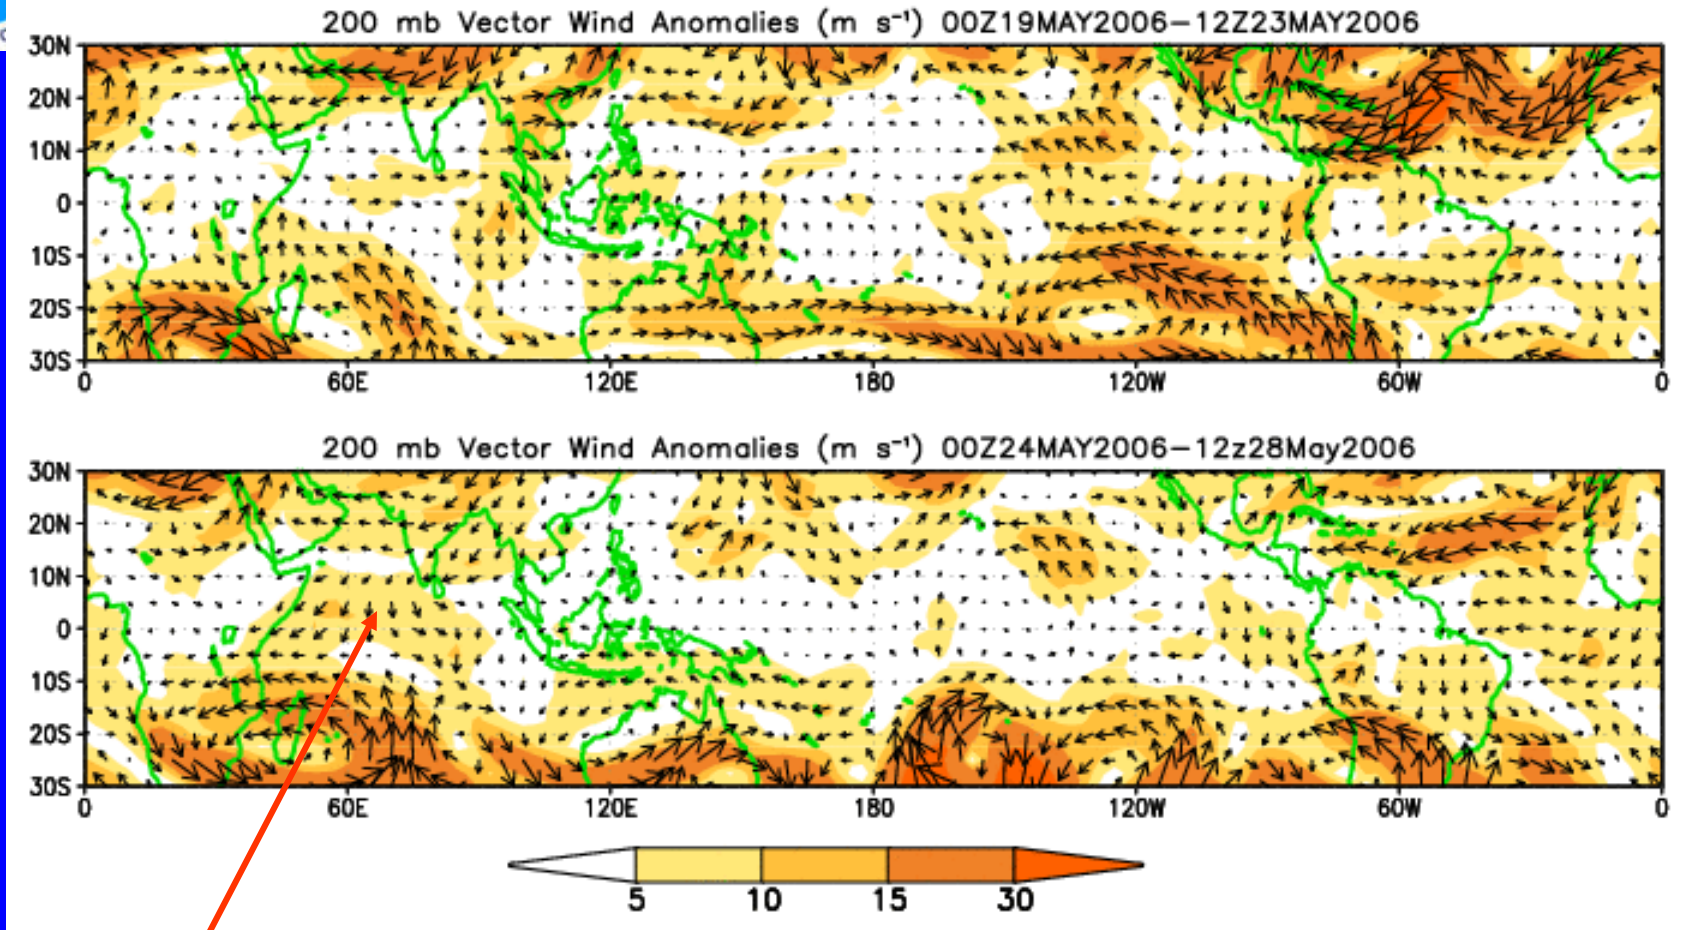 200 mb Vector Wind Anomalies (m s⁻¹) 00Z19MAY2006–12Z23MAY2006
30N
20N
10N
0
10S
20S
30S
0 60E 120E 180 120W 60W 0
200 mb Vector Wind Anomalies (m s⁻¹) 00Z24MAY2006–12z28May2006
30N
20N
10N
0
10S
20S
30S
0 60E 120E 180 120W 60W 0
5 10 15 30